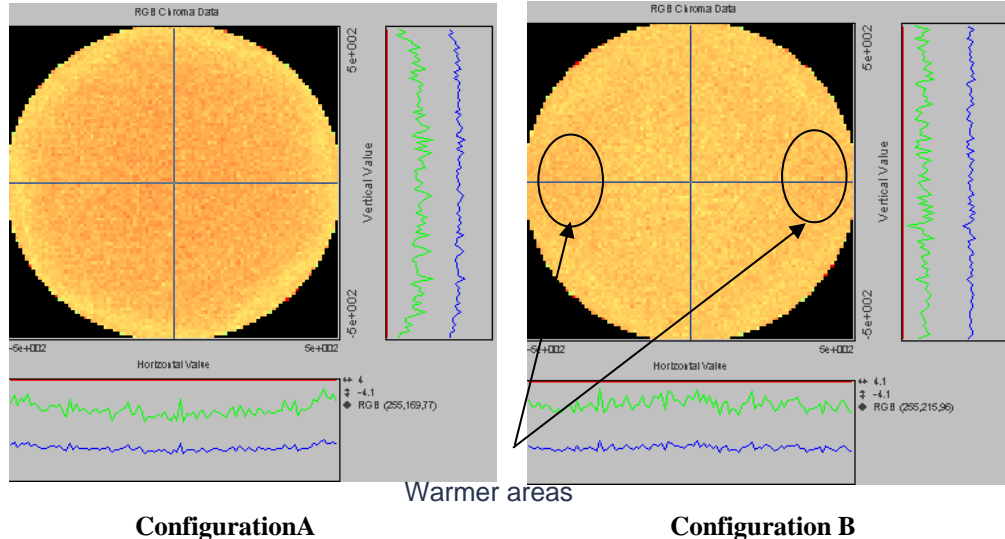 RGB Chroma Data
5e+002
Vertical Value
-5e+002
-5e+002
5e+002
Horizontal Value
4
-4.1
RGB (255,169,77)
RGB Chroma Data
5e+002
Vertical Value
-5e+002
-5e+002
5e+002
Horizontal Value
4.1
-4.1
RGB (255,215,96)
Warmer areas
ConfigurationA
Configuration B